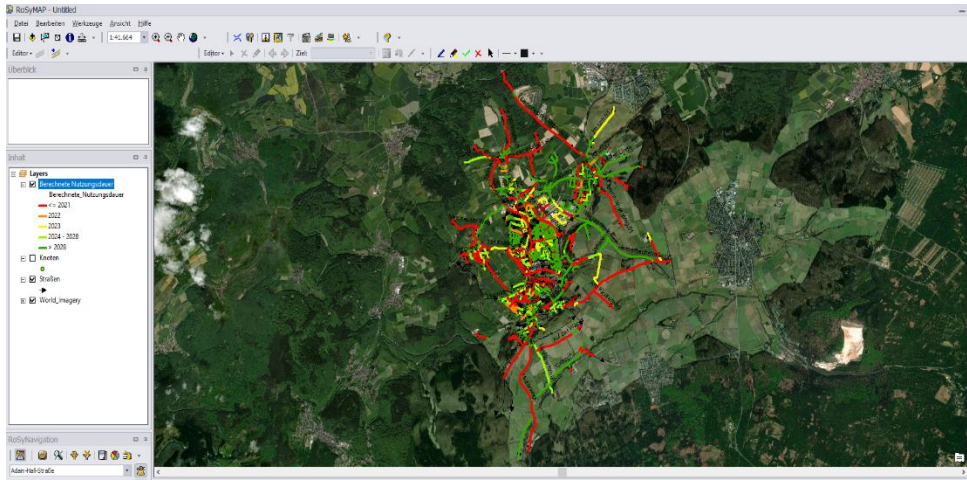 RoSyMAP - Untitled
Datei Bearbeiten Werkzeuge Ansicht Hilfe
1:41.664
Editor
Editor Ziel:
Überblick
Inhalt
Layers
Berechnete Nutzungsdauer
Berechnete_Nutzungsdauer
<= 2021
2022
2023
2024 - 2028
> 2028
Knoten
Straßen
World_Imagery
RoSyNavigation
Adam-Hall-Straße